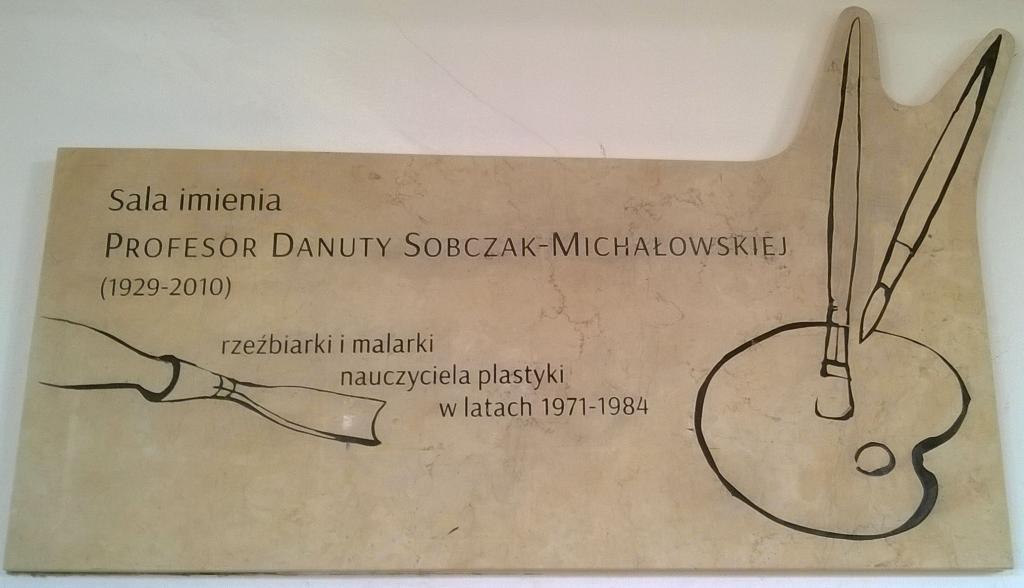 Sala imienia
PROFESOR DANUTY SOBCZAK-MICHAŁOWSKIEJ
(1929-2010)
rzeźbiarki i malarki
nauczyciela plastyki
w latach 1971-1984